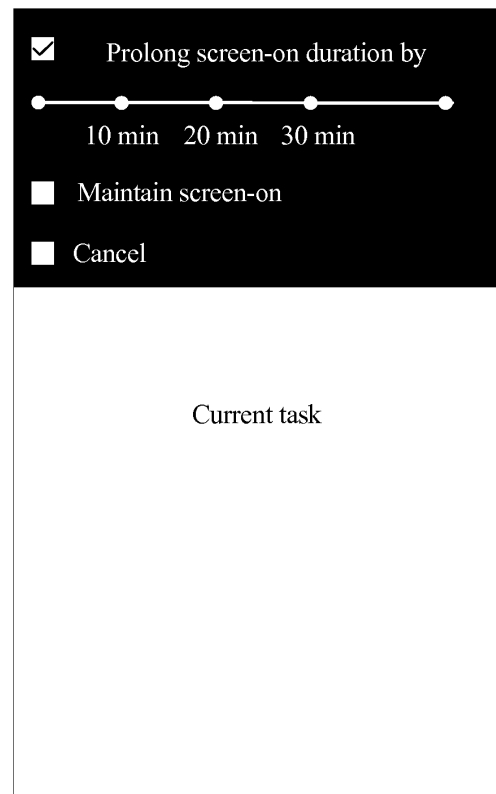 Prolong screen-on duration by
10 min 20 min 30 min
Maintain screen-on
Cancel
Current task